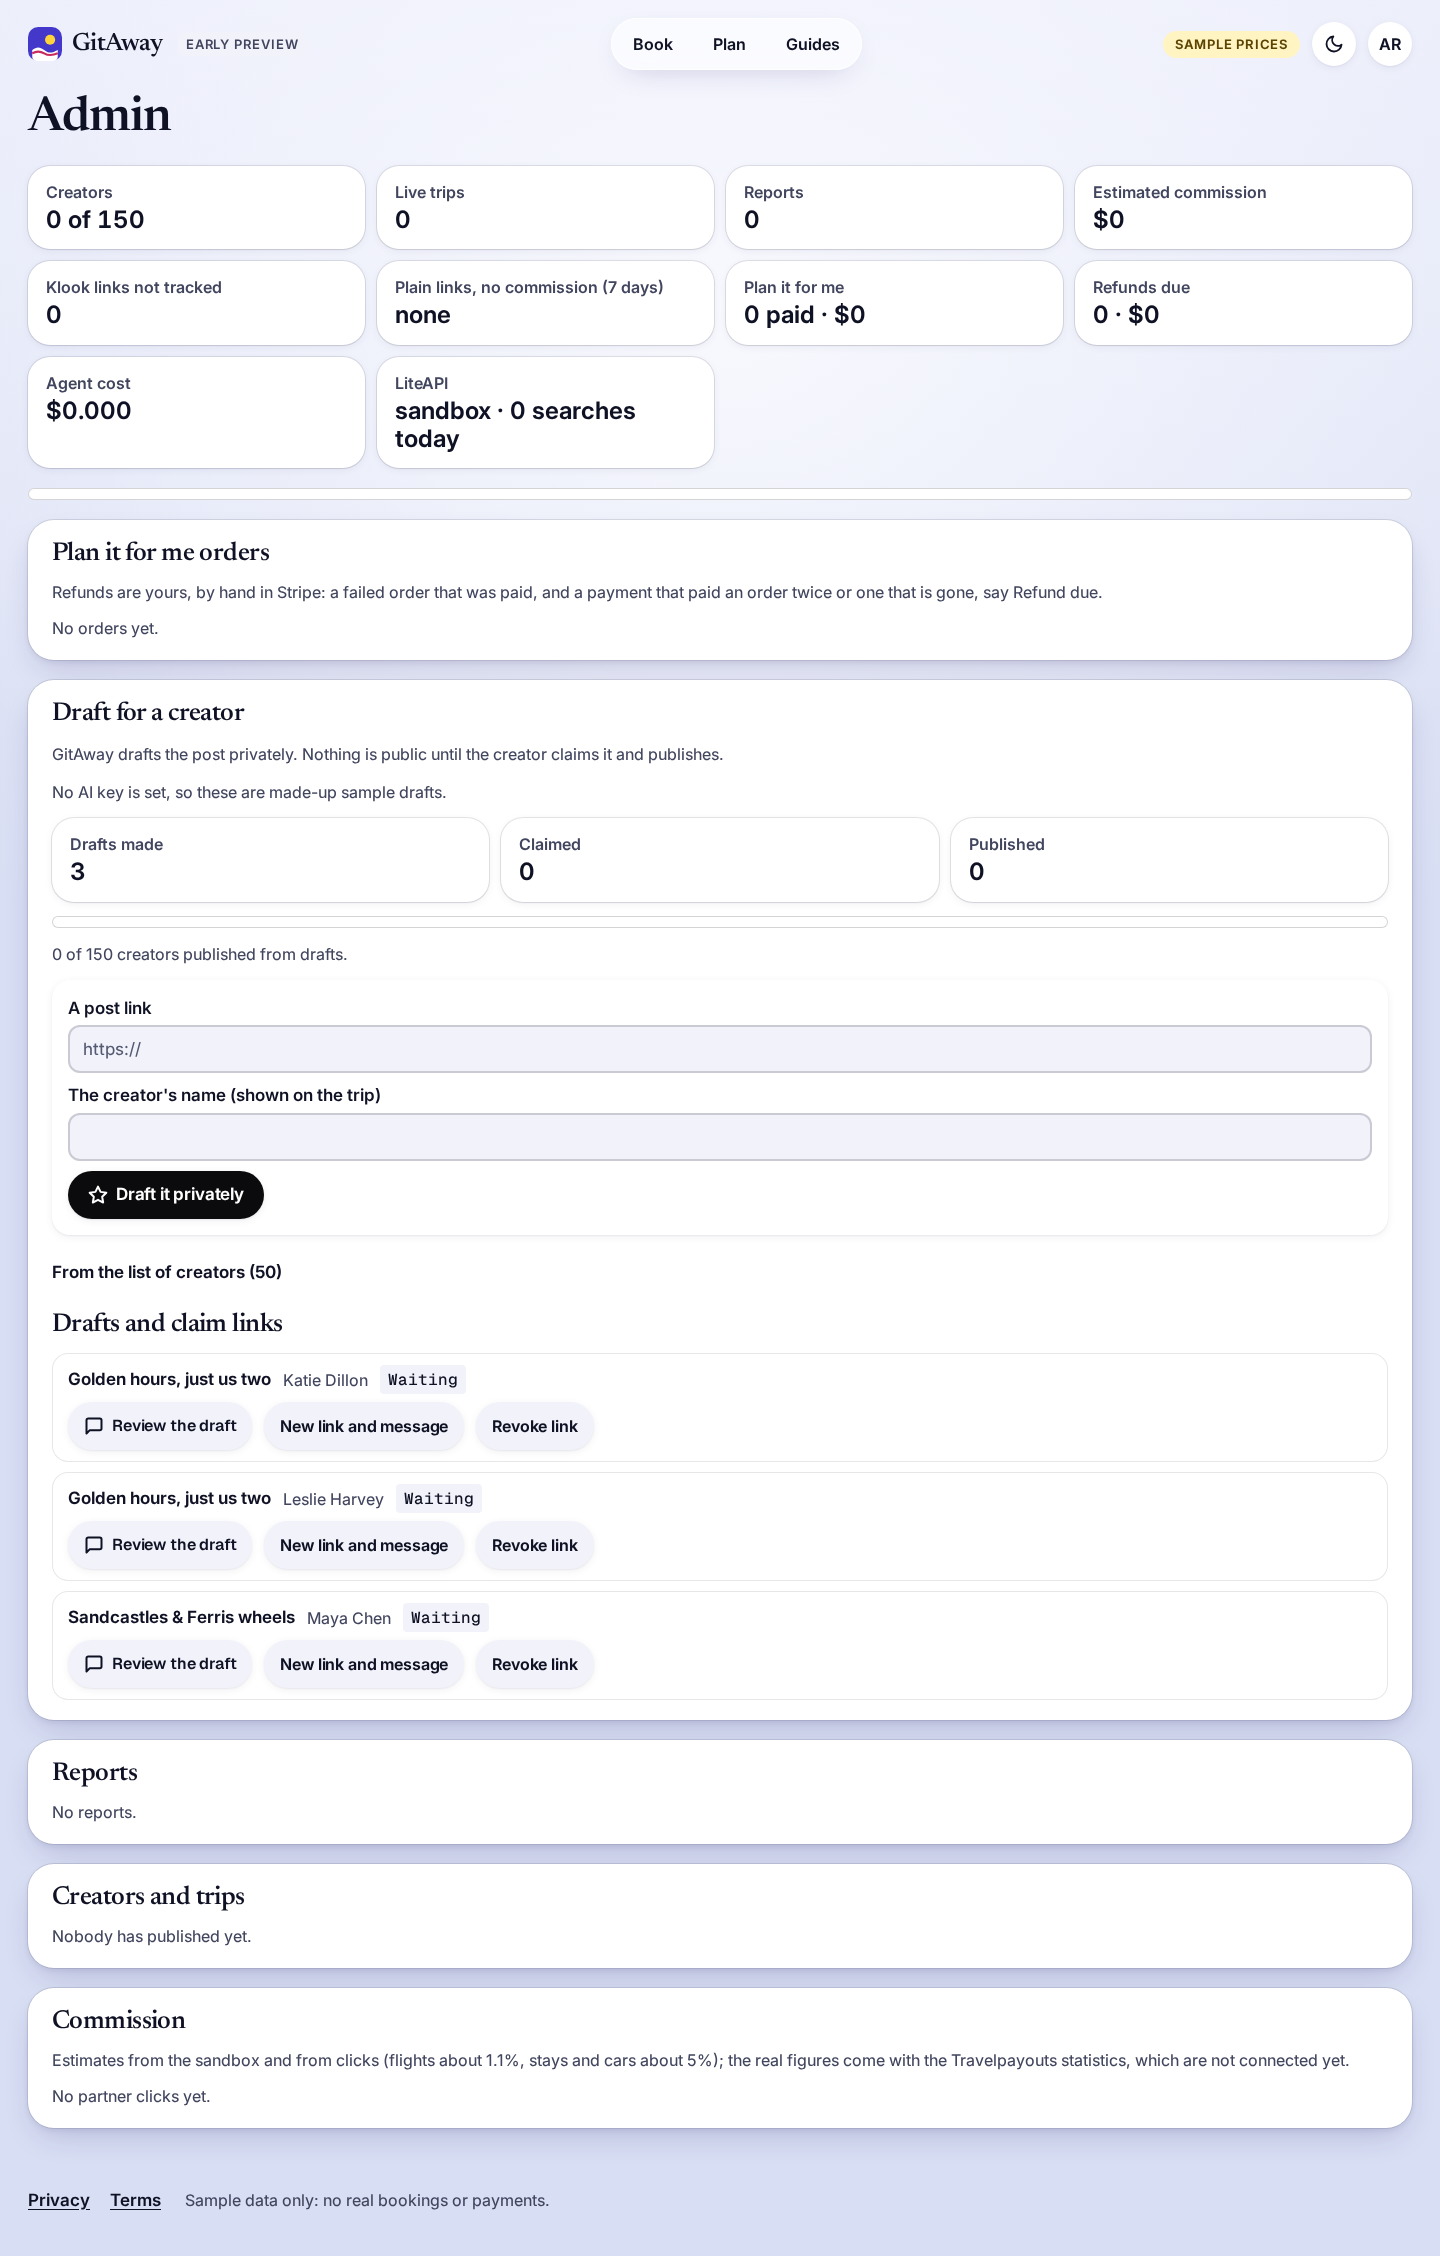 GitAway EARLY PREVIEW Book Plan Guides SAMPLE PRICES AR
Admin
Creators
0 of 150
Live trips
0
Reports
0
Estimated commission
$0
Klook links not tracked
0
Plain links, no commission (7 days)
none
Plan it for me
0 paid · $0
Refunds due
0 · $0
Agent cost
$0.000
LiteAPI
sandbox · 0 searches
today
Plan it for me orders
Refunds are yours, by hand in Stripe: a failed order that was paid, and a payment that paid an order twice or one that is gone, say Refund due.
No orders yet.
Draft for a creator
GitAway drafts the post privately. Nothing is public until the creator claims it and publishes.
No AI key is set, so these are made-up sample drafts.
Drafts made
3
Claimed
0
Published
0
0 of 150 creators published from drafts.
A post link
https://
The creator's name (shown on the trip)
Draft it privately
From the list of creators (50)
Drafts and claim links
Golden hours, just us two Katie Dillon Waiting
Review the draft New link and message Revoke link
Golden hours, just us two Leslie Harvey Waiting
Review the draft New link and message Revoke link
Sandcastles & Ferris wheels Maya Chen Waiting
Review the draft New link and message Revoke link
Reports
No reports.
Creators and trips
Nobody has published yet.
Commission
Estimates from the sandbox and from clicks (flights about 1.1%, stays and cars about 5%); the real figures come with the Travelpayouts statistics, which are not connected yet.
No partner clicks yet.
Privacy Terms Sample data only: no real bookings or payments.